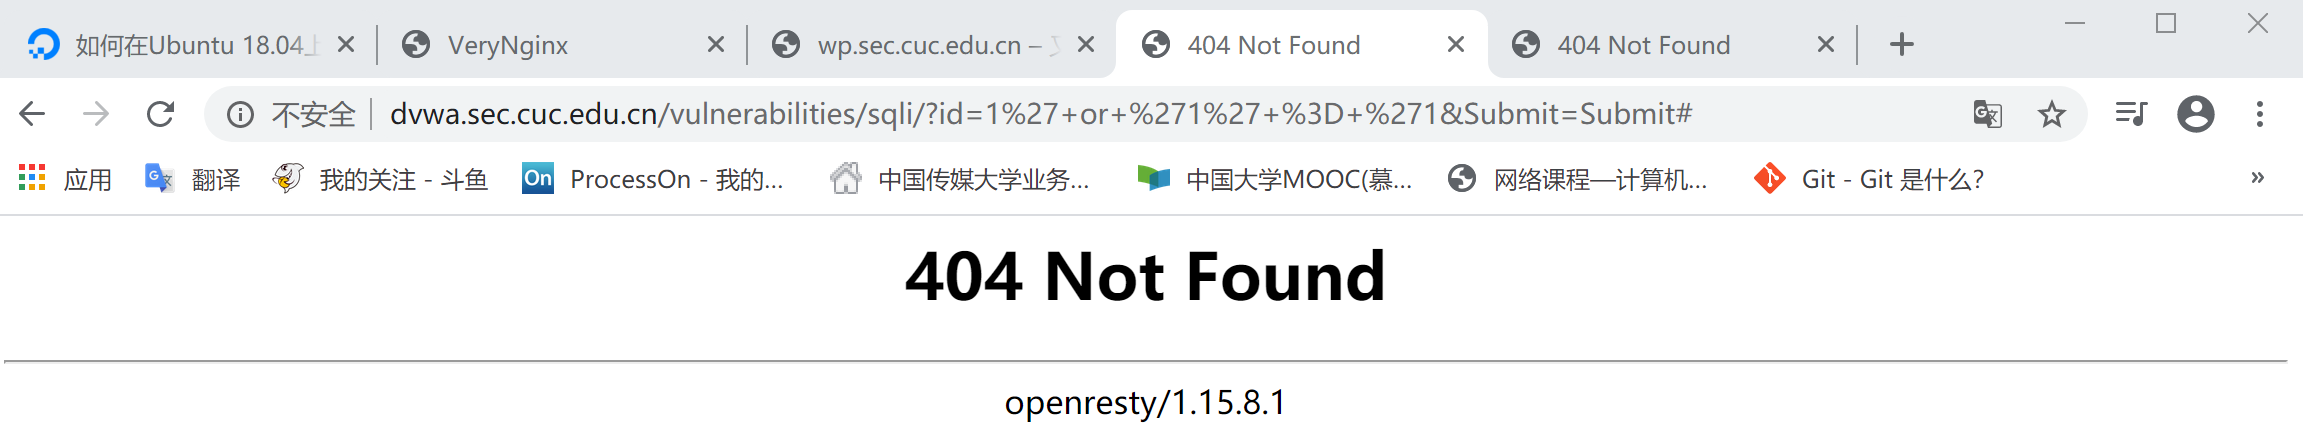 如何在Ubuntu 18.04上
VeryNginx
wp.sec.cuc.edu.cn –
404 Not Found
404 Not Found
不安全 dvwa.sec.cuc.edu.cn/vulnerabilities/sqli/?id=1%27+or+%271%27+%3D+%271&Submit=Submit#
应用
翻译
我的关注 - 斗鱼
On ProcessOn - 我的...
中国传媒大学业务...
中国大学MOOC(慕...
网络课程—计算机...
Git - Git 是什么?
»
404 Not Found
openresty/1.15.8.1